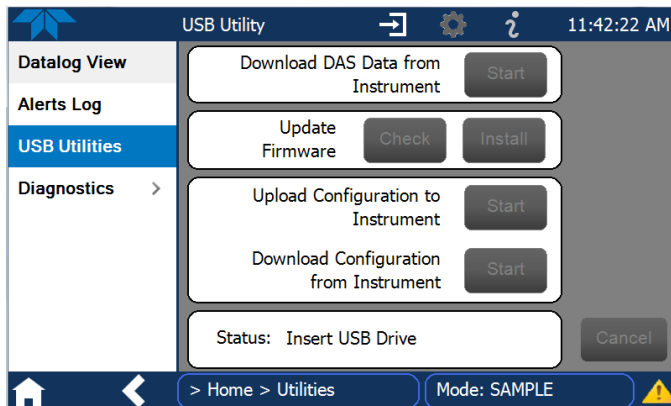 USB Utility
11:42:22 AM
Datalog View
Alerts Log
USB Utilities
Diagnostics >
Download DAS Data from
Instrument
Start
Update
Firmware
Check
Install
Upload Configuration to
Instrument
Start
Download Configuration
from Instrument
Start
Status: Insert USB Drive
Cancel
> Home > Utilities
Mode: SAMPLE